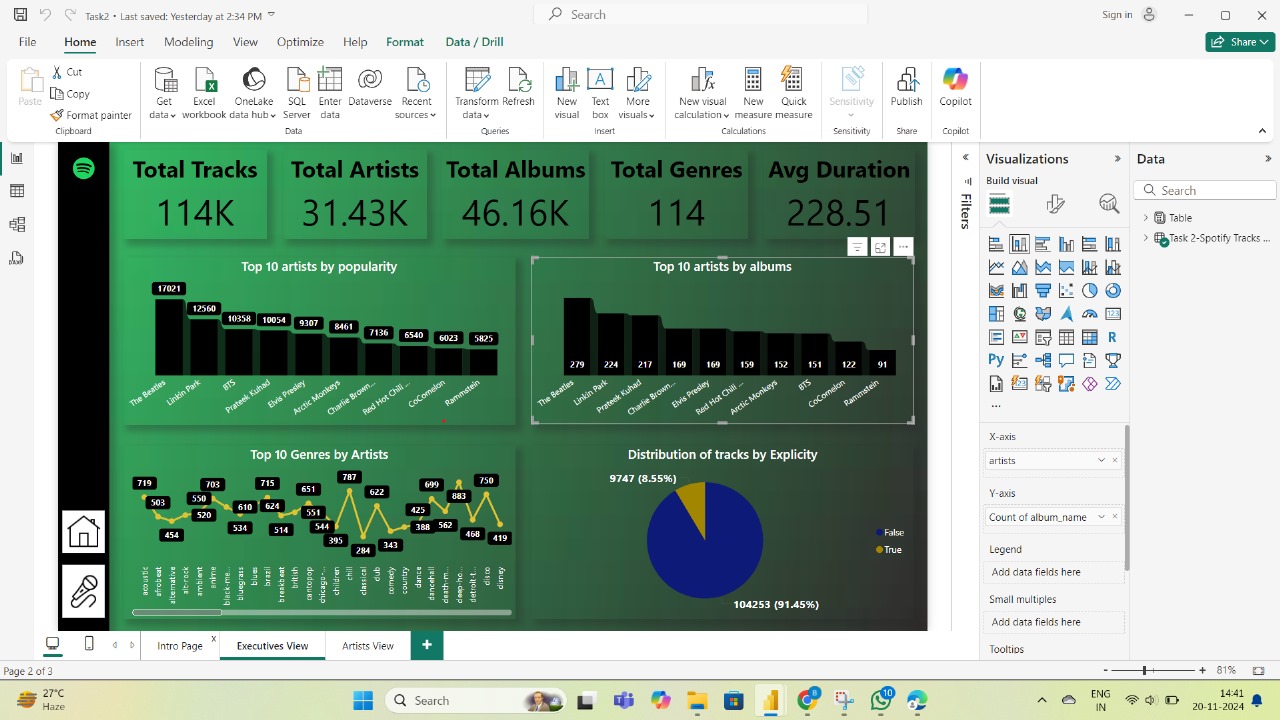 Task2 • Last saved: Yesterday at 2:34 PM
Search
Sign in
File Home Insert Modeling View Optimize Help Format Data / Drill
Share
Paste
Cut
Copy
Format painter
Clipboard
Get data
Excel workbook
OneLake data hub
SQL Server
Enter data
Dataverse
Recent sources
Data
Transform data
Refresh
Queries
New visual
Text box
More visuals
Insert
New visual calculation
New measure
Quick measure
Calculations
Sensitivity
Sensitivity
Publish
Share
Copilot
Copilot
Total Tracks
114K
Total Artists
31.43K
Total Albums
46.16K
Total Genres
114
Avg Duration
228.51
Top 10 artists by popularity
17021 12560 10358 10054 9307 8461 7136 6540 6023 5825
The Beatles Linkin Park BTS Prateek Kuhad Elvis Presley Arctic Monkeys Charlie Brown... Red Hot Chili ... CoComelon Rammstein
Top 10 artists by albums
279 224 217 169 169 159 152 151 122 91
The Beatles Linkin Park Prateek Kuhad Charlie Brown... Elvis Presley Red Hot Chili ... Arctic Monkeys BTS CoComelon Rammstein
Top 10 Genres by Artists
719 503 454 550 520 703 534 610 715 624 514 651 551 544 395 787 284 622 343 425 388 699 562 883 468 750 419
acoustic afrobeat alternative alt-rock ambient anime black-me... bluegrass blues brazil breakbeat british cantopop chicago-... children chill classical club comedy country dance dancehall death-m... deep-ho... detroit-t... disco disney
Distribution of tracks by Explicity
9747 (8.55%)
104253 (91.45%)
False
True
Filters
Visualizations
Build visual
R
Py
123
...
X-axis
artists
Y-axis
Count of album_name
Legend
Add data fields here
Small multiples
Add data fields here
Tooltips
Data
Search
Table
Task 2-Spotify Tracks ...
Intro Page
Executives View
Artists View
Page 2 of 3
81%
27°C
Haze
Search
8
10
ENG
IN
14:41
20-11-2024